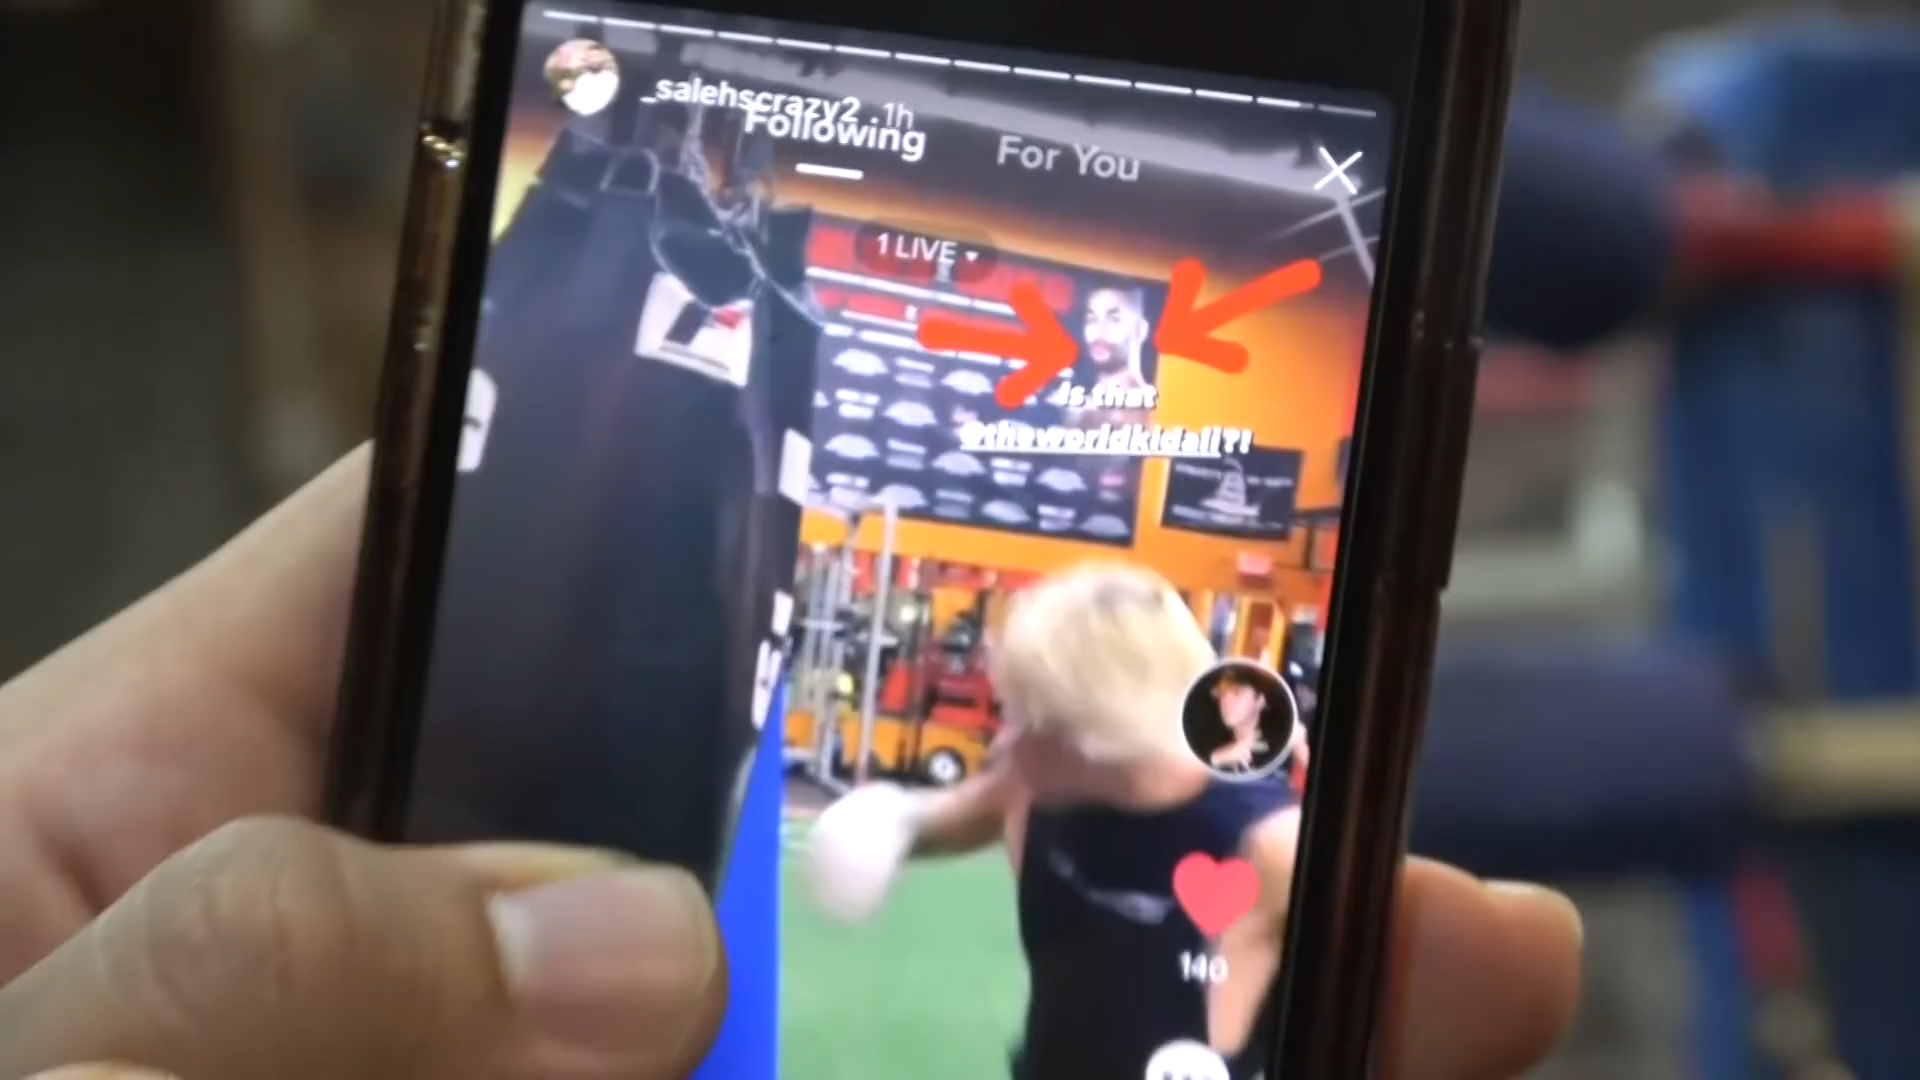 _salehscrazy2 1h
Following
For You
1 LIVE
Is that
@theworldkidali?!
140